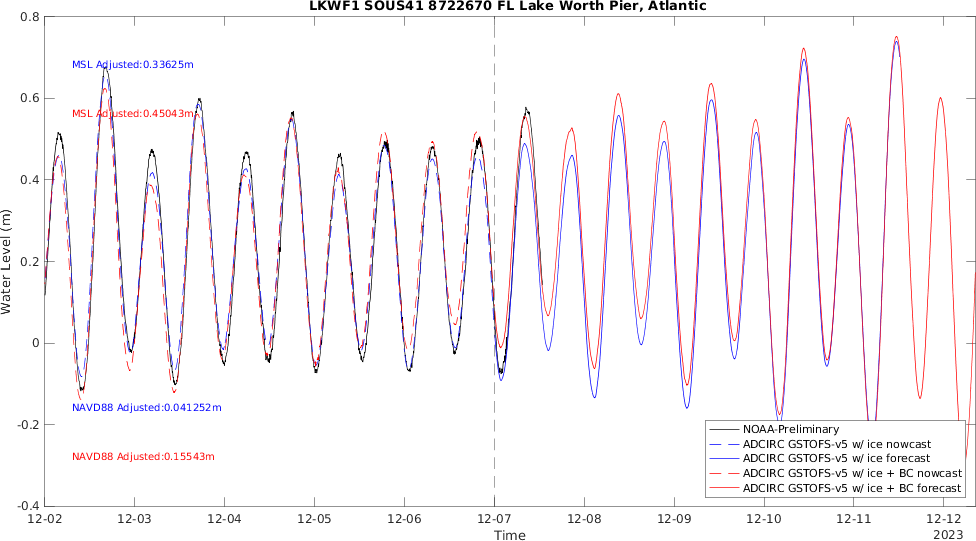 LKWF1 SOUS41 8722670 FL Lake Worth Pier, Atlantic
0.8
0.6
0.4
0.2
0
-0.2
-0.4
Water Level (m)
MSL Adjusted:0.33625m
MSL Adjusted:0.45043m
NAVD88 Adjusted:0.041252m
NAVD88 Adjusted:0.15543m
NOAA-Preliminary
ADCIRC GSTOFS-v5 w/ ice nowcast
ADCIRC GSTOFS-v5 w/ ice forecast
ADCIRC GSTOFS-v5 w/ ice + BC nowcast
ADCIRC GSTOFS-v5 w/ ice + BC forecast
12-02 12-03 12-04 12-05 12-06 12-07 12-08 12-09 12-10 12-11 12-12
Time 2023